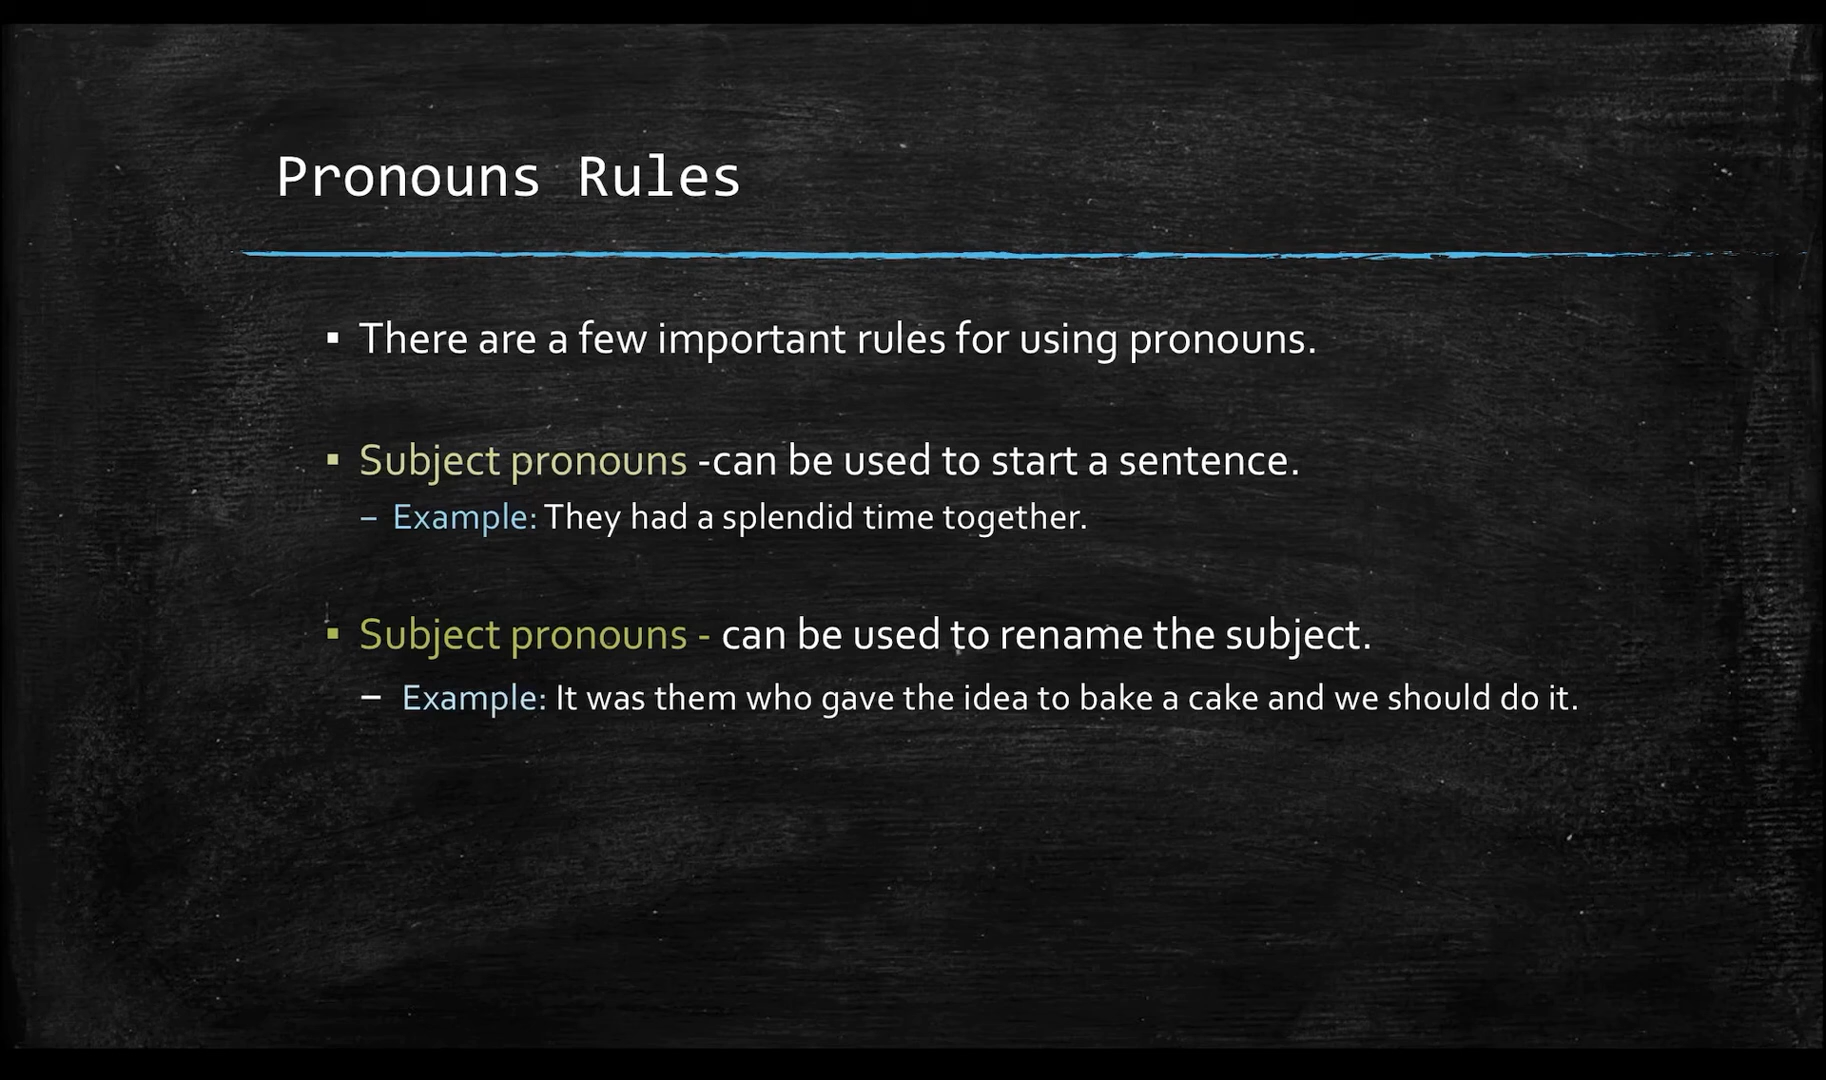 Pronouns Rules
▪ There are a few important rules for using pronouns.
▪ Subject pronouns -can be used to start a sentence.
– Example: They had a splendid time together.
▪ Subject pronouns - can be used to rename the subject.
– Example: It was them who gave the idea to bake a cake and we should do it.